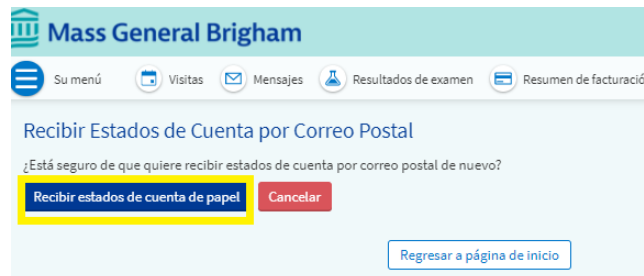 Mass General Brigham
Su menú Visitas Mensajes Resultados de examen Resumen de
Recibir Estados de Cuenta por Correo Postal
¿Está seguro de que quiere recibir estados de cuenta por correo postal de nuevo?
Recibir estados de cuenta de papel Cancelar
Regresar a página de inicio